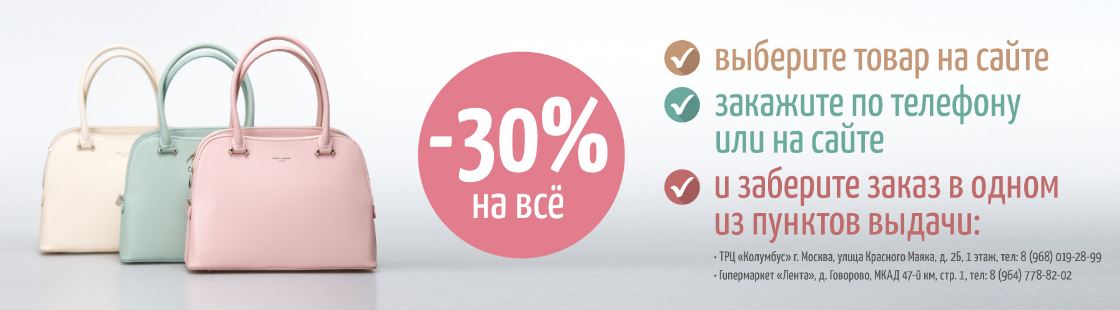 -30%
на всё
выберите товар на сайте
закажите по телефону
или на сайте
и заберите заказ в одном
из пунктов выдачи:
· ТРЦ «Колумбус» г. Москва, улица Красного Маяка, д. 2Б, 1 этаж, тел: 8 (968) 019-28-99
· Гипермаркет «Лента», д. Говорово, МКАД 47-й км, стр. 1, тел: 8 (964) 778-82-02